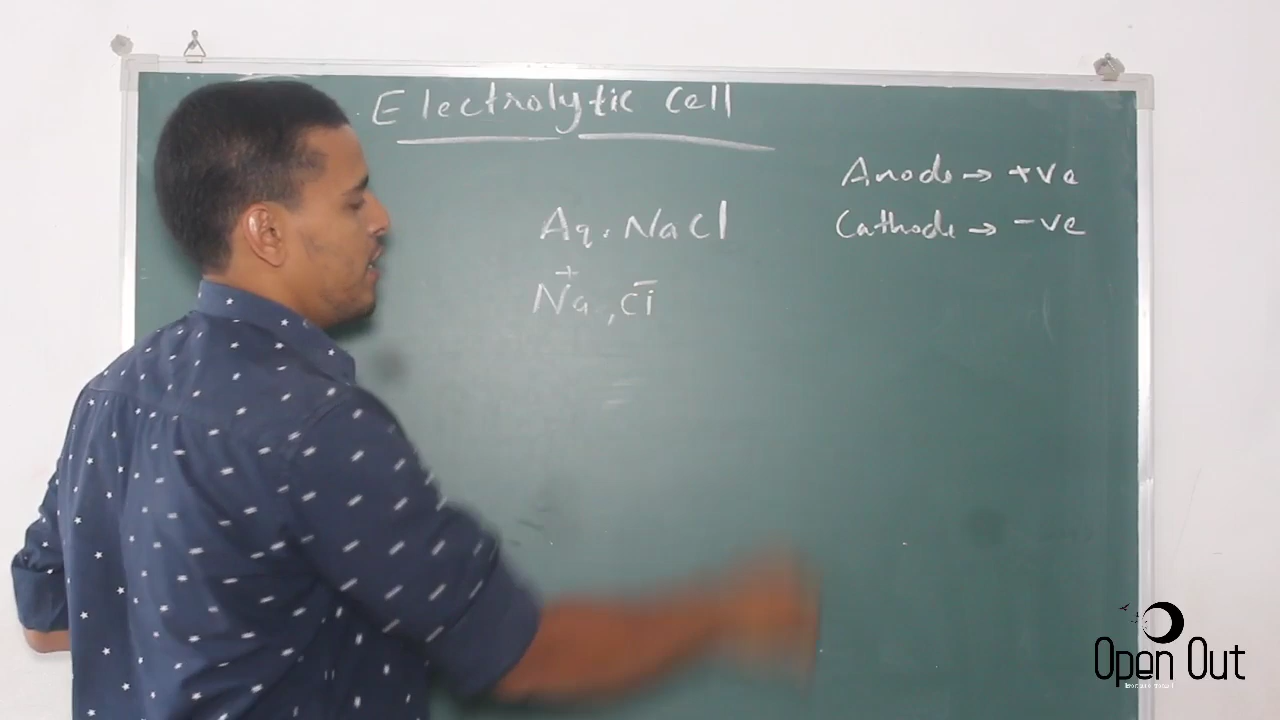 Electrolytic Cell
Anode → +ve
Cathode → -ve
Aq. NaCl
Na⁺, Cl⁻
Open Out